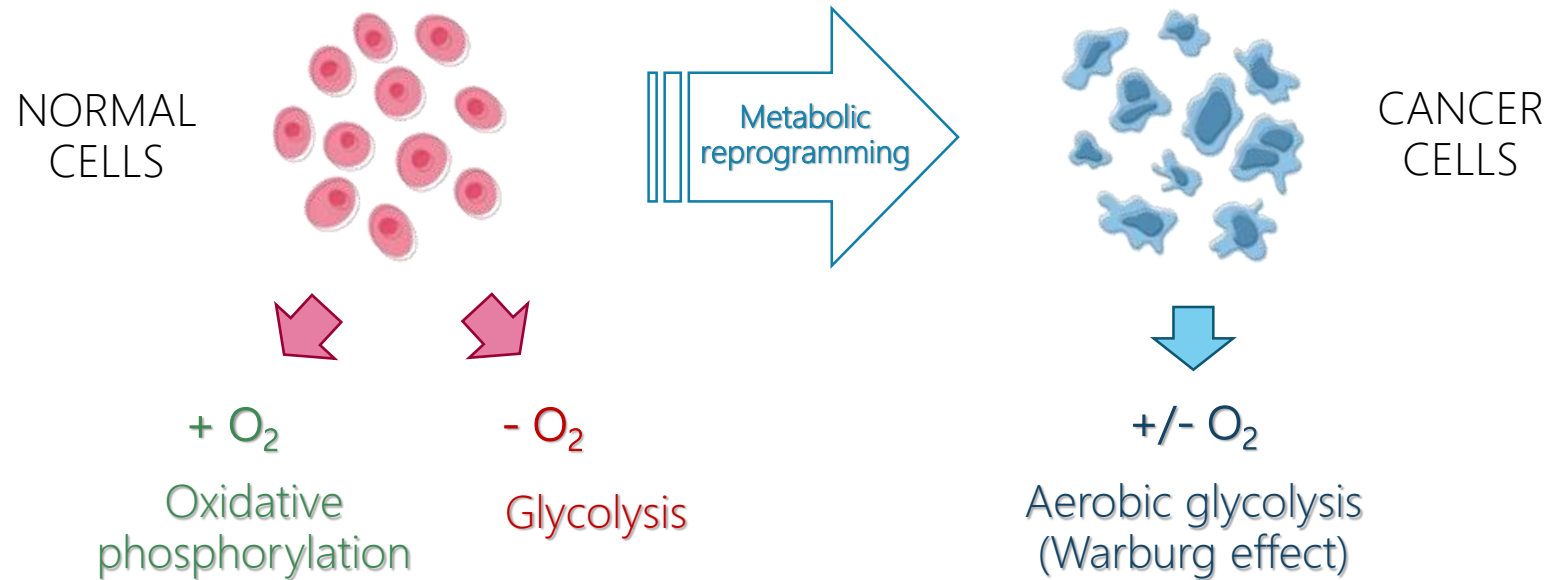 NORMAL
CELLS
Metabolic
reprogramming
CANCER
CELLS
+ O₂
Oxidative
phosphorylation
- O₂
Glycolysis
+/- O₂
Aerobic glycolysis
(Warburg effect)